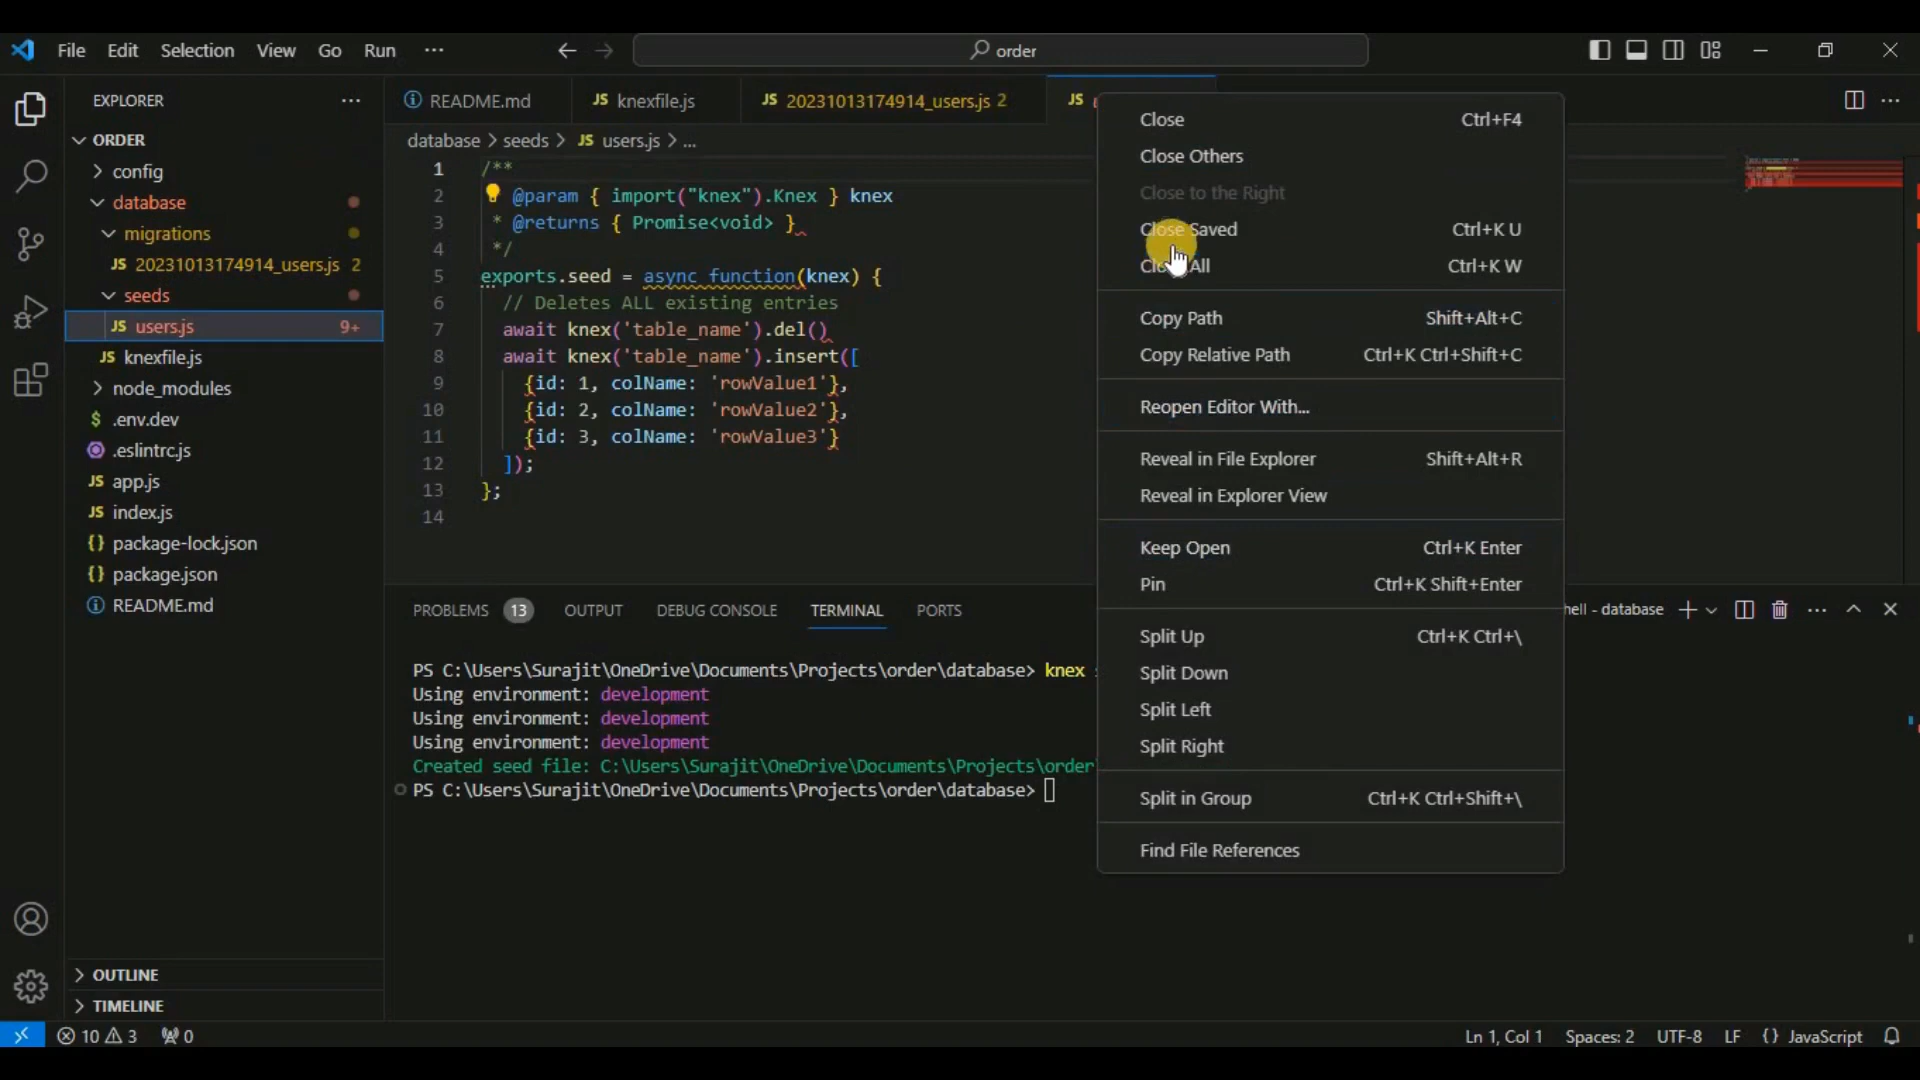 File Edit Selection View Go Run ··· order
EXPLORER ···
ORDER
config
database
migrations
JS 20231013174914_users.js 2
seeds
JS users.js 9+
JS knexfile.js
node_modules
$ .env.dev
.eslintrc.js
JS app.js
JS index.js
{} package-lock.json
{} package.json
README.md
OUTLINE
TIMELINE
README.md JS knexfile.js JS 20231013174914_users.js 2 JS
database > seeds > JS users.js > ...
1 /**
2 @param { import("knex").Knex } knex
3 * @returns { Promise<void> }
4 */
5 exports.seed = async function(knex) {
6 // Deletes ALL existing entries
7 await knex('table_name').del()
8 await knex('table_name').insert([
9 {id: 1, colName: 'rowValue1'},
10 {id: 2, colName: 'rowValue2'},
11 {id: 3, colName: 'rowValue3'}
12 ]);
13 };
14
Close Ctrl+F4
Close Others
Close to the Right
Close Saved Ctrl+K U
Close All Ctrl+K W
Copy Path Shift+Alt+C
Copy Relative Path Ctrl+K Ctrl+Shift+C
Reopen Editor With...
Reveal in File Explorer Shift+Alt+R
Reveal in Explorer View
Keep Open Ctrl+K Enter
Pin Ctrl+K Shift+Enter
Split Up Ctrl+K Ctrl+\
Split Down
Split Left
Split Right
Split in Group Ctrl+K Ctrl+Shift+\
Find File References
PROBLEMS 13 OUTPUT DEBUG CONSOLE TERMINAL PORTS hell - database
PS C:\Users\Surajit\OneDrive\Documents\Projects\order\database> knex
Using environment: development
Using environment: development
Using environment: development
Created seed file: C:\Users\Surajit\OneDrive\Documents\Projects\order
PS C:\Users\Surajit\OneDrive\Documents\Projects\order\database>
10 3 0 Ln 1, Col 1 Spaces: 2 UTF-8 LF {} JavaScript